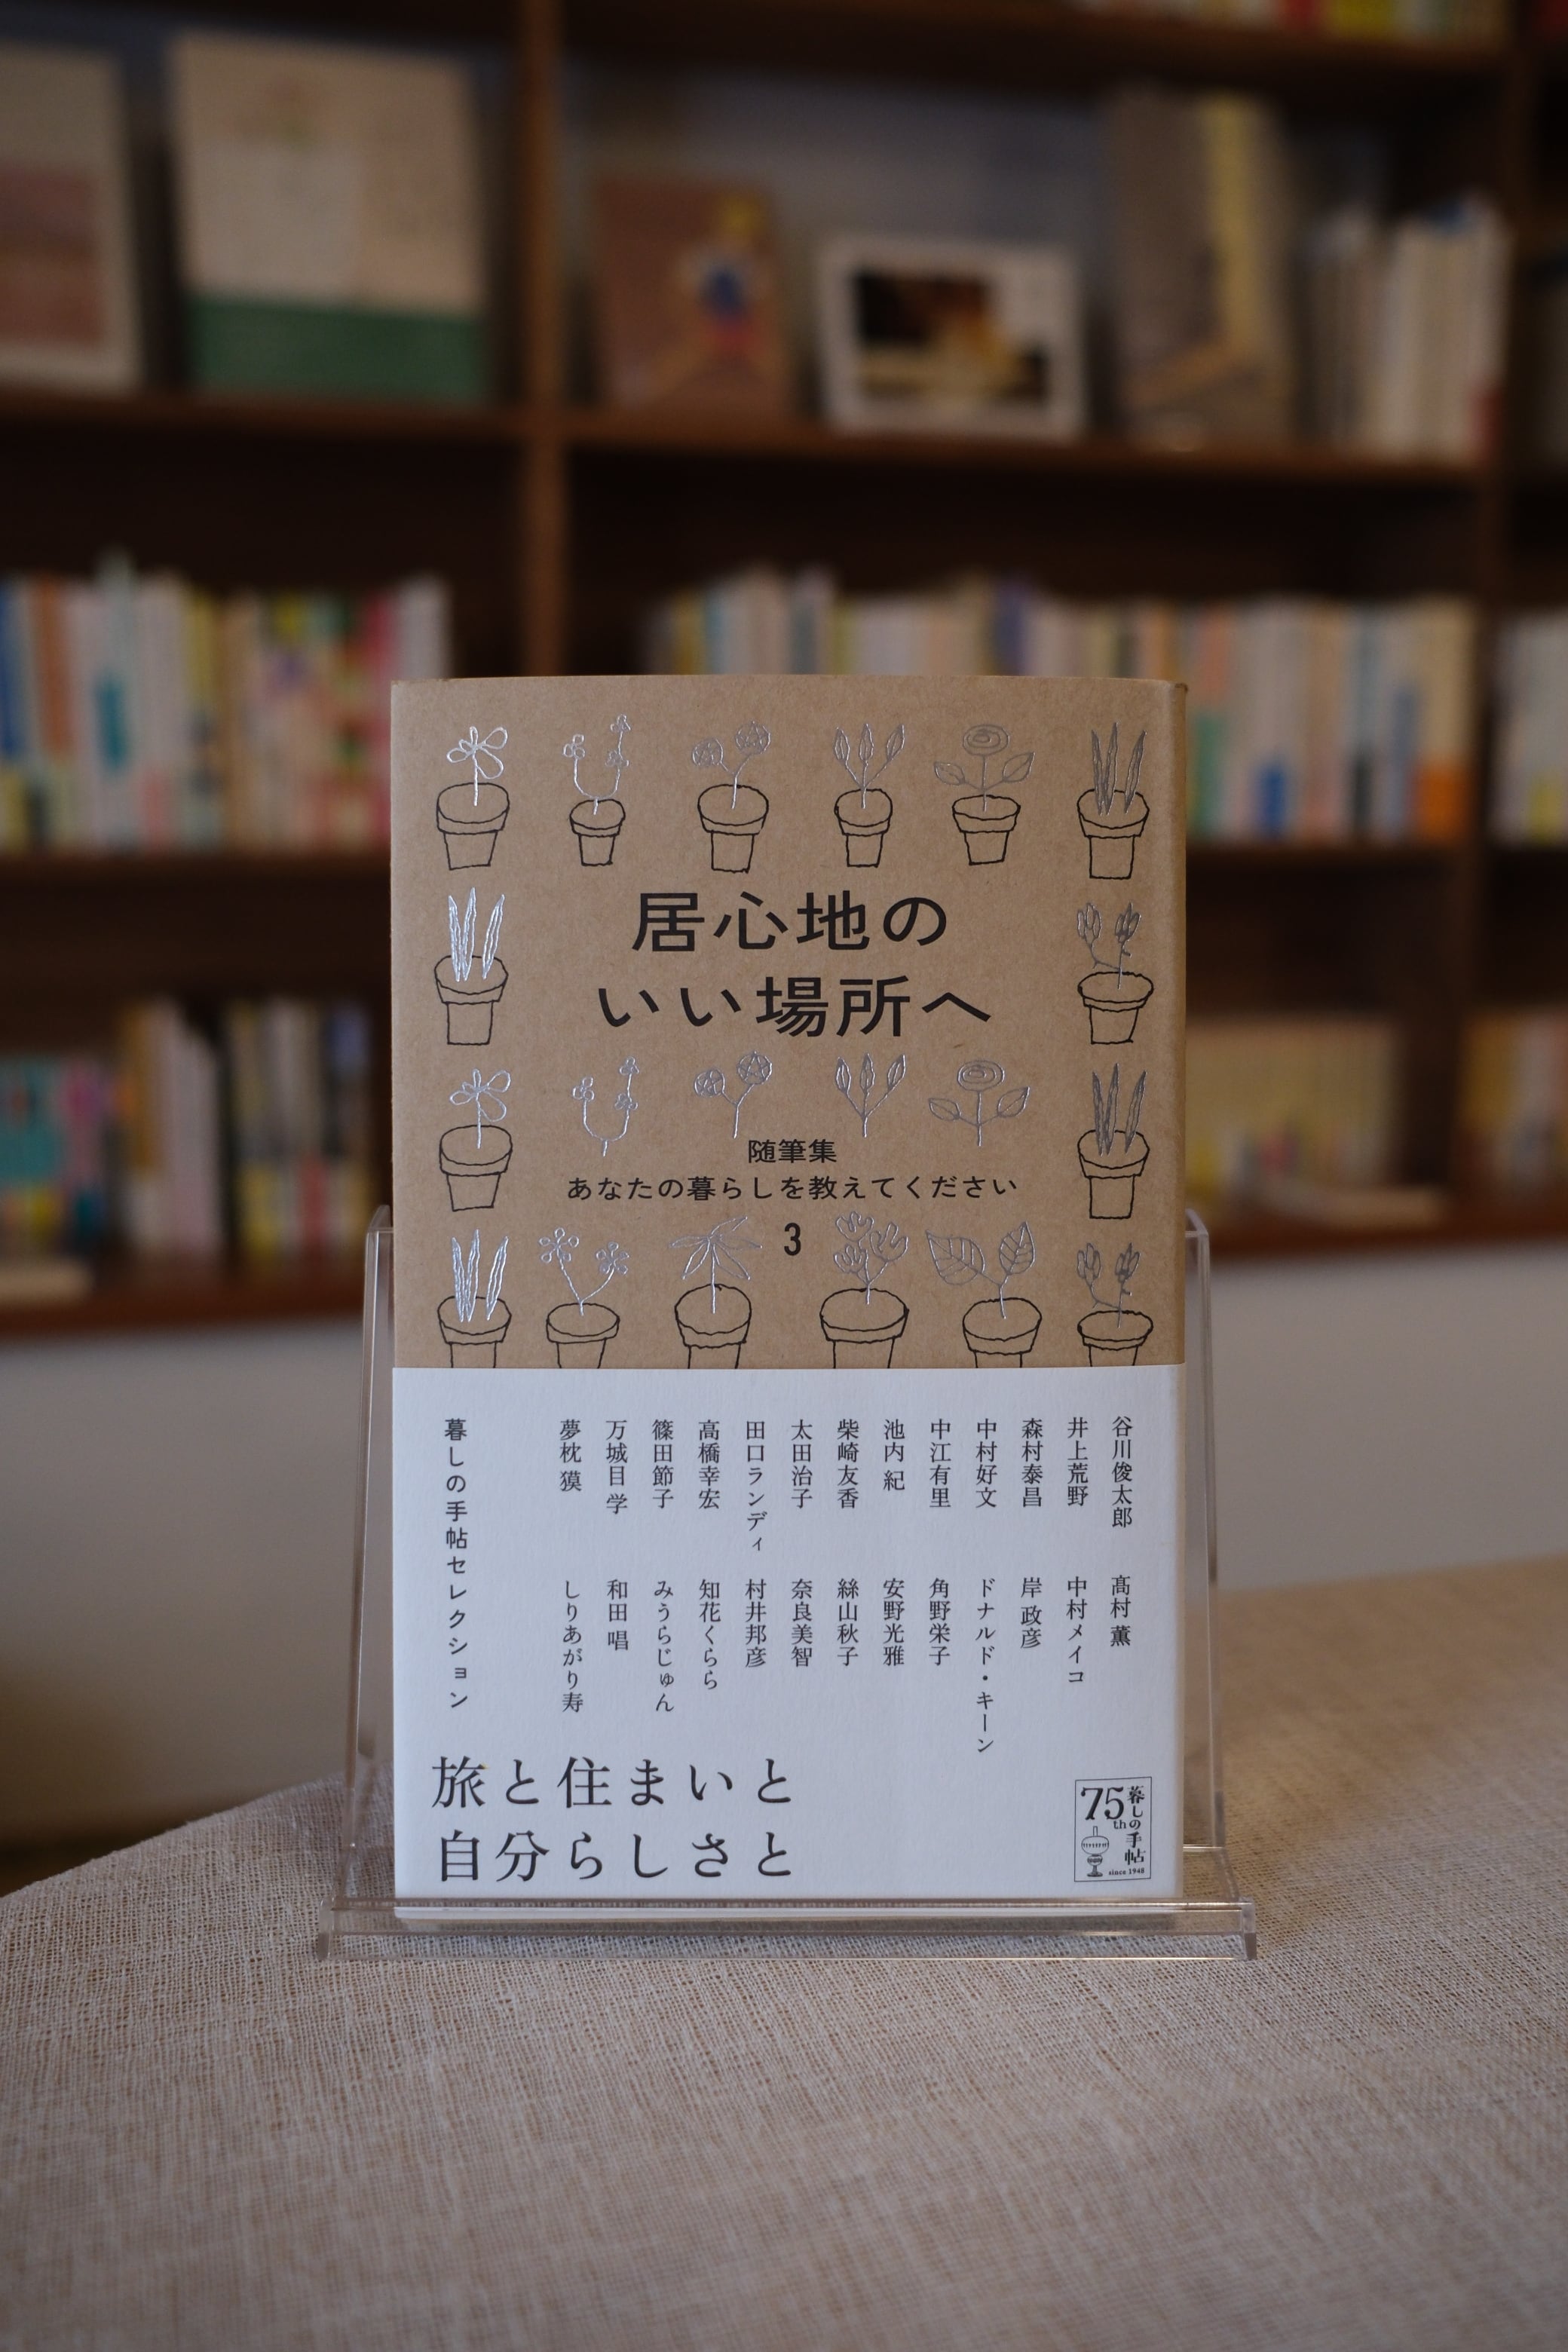 居心地の
いい場所へ
随筆集
あなたの暮らしを教えてください
3
谷川俊太郎 髙村 薫
井上荒野 中村メイコ
森村泰昌 岸 政彦
中村好文 ドナルド・キーン
中江有里 角野栄子
池内 紀 安野光雅
柴崎友香 絲山秋子
太田治子 奈良美智
田口ランディ 村井邦彦
高橋幸宏 知花くらら
篠田節子 みうらじゅん
万城目 学 和田 唱
夢枕 獏 しりあがり寿
暮しの手帖セレクション
旅と住まいと
自分らしさと
75th
暮しの手帖
since 1948